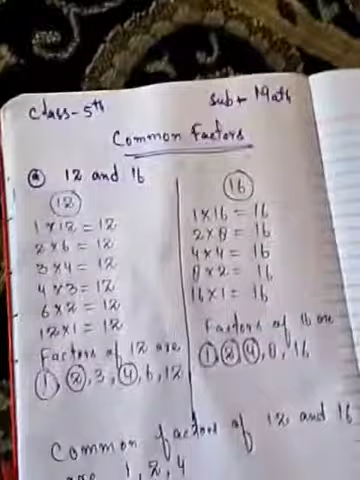 Class-5th
Sub:- Math
Common Factors
a 12 and 16
12
1×12 = 12
2×6 = 12
3×4 = 12
4×3 = 12
6×2 = 12
12×1 = 12
Factors of 12 are
1, 2, 3, 4, 6, 12
16
1×16 = 16
2×8 = 16
4×4 = 16
8×2 = 16
16×1 = 16
Factors of 16 are
1, 2, 4, 8, 16
Common factors of 12 and 16
are 1, 2, 4